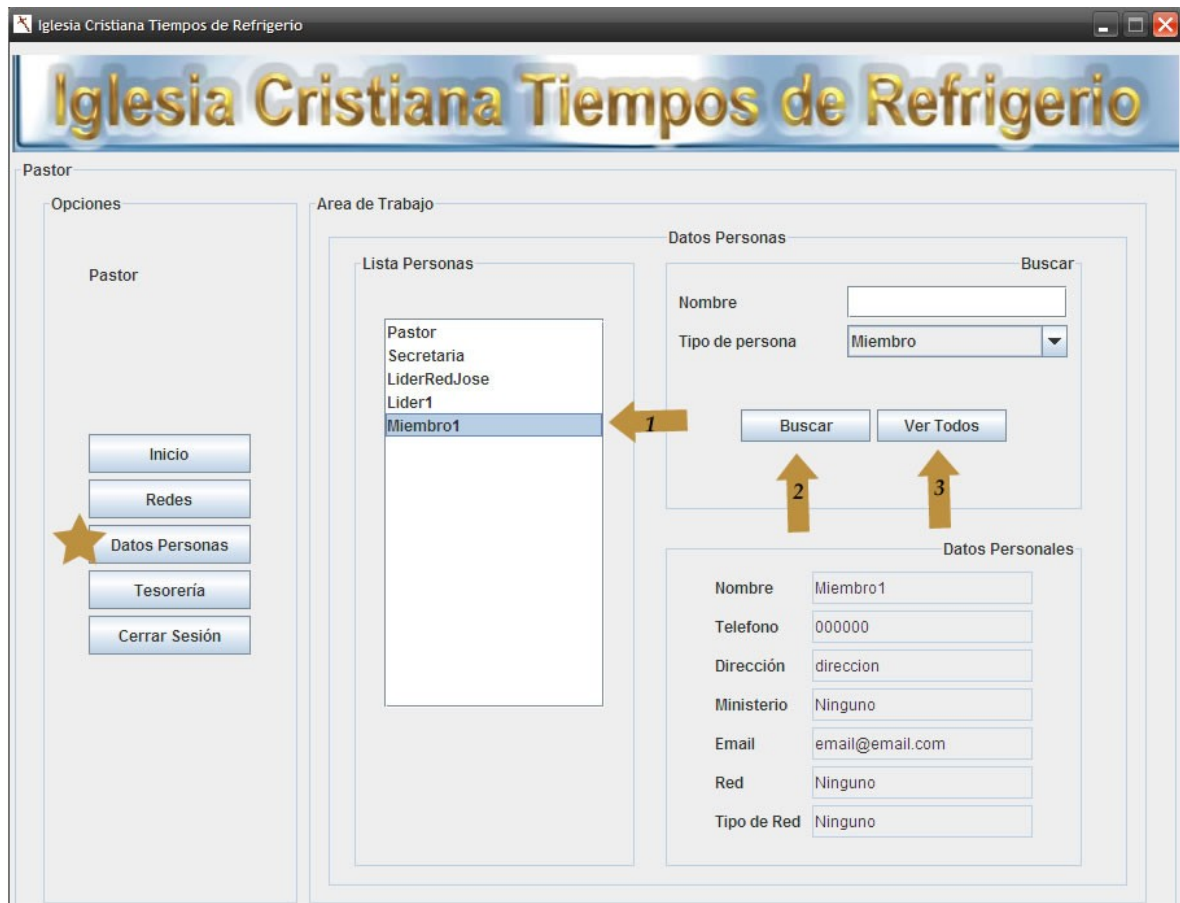 Iglesia Cristiana Tiempos de Refrigerio
Iglesia Cristiana Tiempos de Refrigerio
Pastor
Opciones
Pastor
Inicio
Redes
Datos Personas
Tesorería
Cerrar Sesión
Area de Trabajo
Datos Personas
Lista Personas
Pastor
Secretaria
LiderRedJose
Lider1
Miembro1
1
Buscar
Nombre
Tipo de persona Miembro
Buscar Ver Todos
2 3
Datos Personales
Nombre Miembro1
Telefono 000000
Dirección direccion
Ministerio Ninguno
Email email@email.com
Red Ninguno
Tipo de Red Ninguno